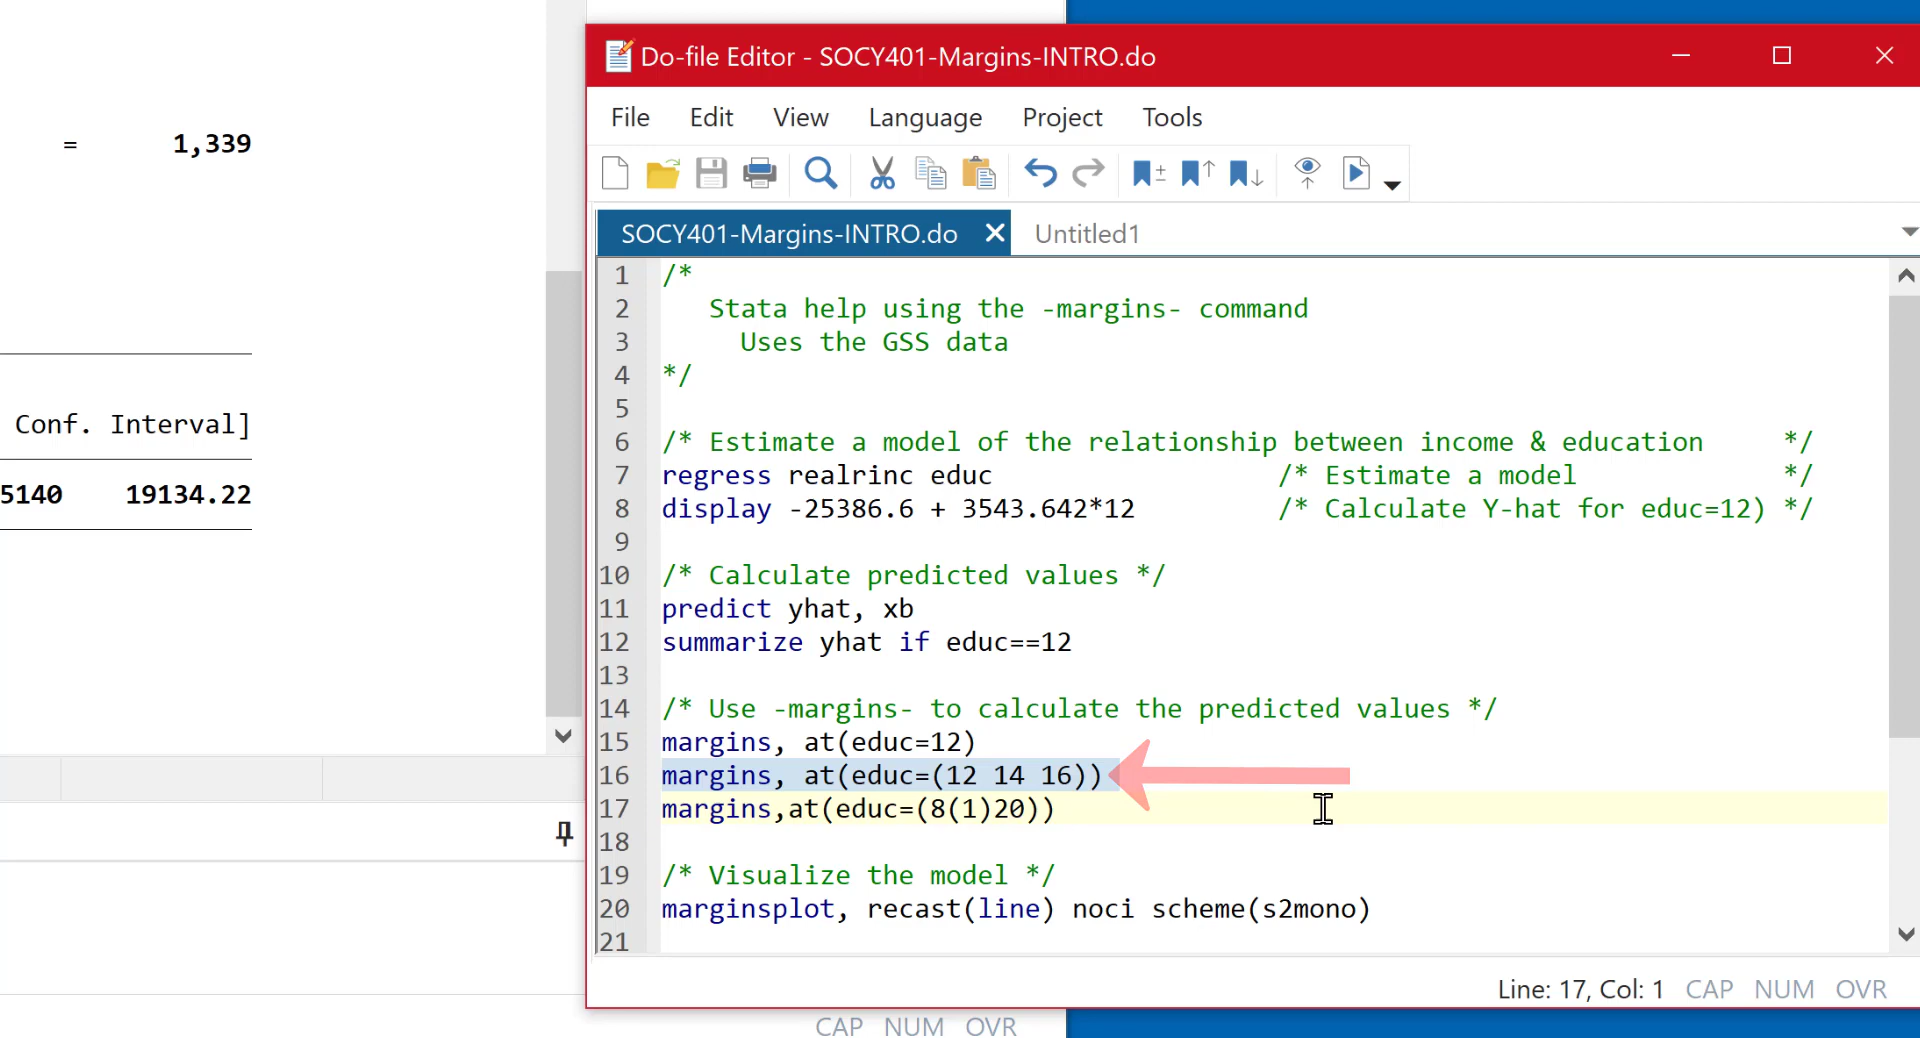 = 1,339
Conf. Interval]
5140 19134.22
Do-file Editor - SOCY401-Margins-INTRO.do
File Edit View Language Project Tools
SOCY401-Margins-INTRO.do Untitled1
1 /*
2 Stata help using the -margins- command
3 Uses the GSS data
4 */
5
6 /* Estimate a model of the relationship between income & education */
7 regress realrinc educ /* Estimate a model */
8 display -25386.6 + 3543.642*12 /* Calculate Y-hat for educ=12) */
9
10 /* Calculate predicted values */
11 predict yhat, xb
12 summarize yhat if educ==12
13
14 /* Use -margins- to calculate the predicted values */
15 margins, at(educ=12)
16 margins, at(educ=(12 14 16))
17 margins,at(educ=(8(1)20))
18
19 /* Visualize the model */
20 marginsplot, recast(line) noci scheme(s2mono)
21
Line: 17, Col: 1 CAP NUM OVR
CAP NUM OVR